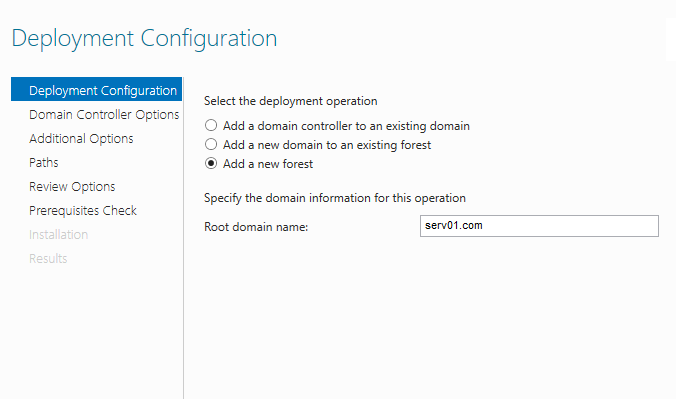 Deployment Configuration
Deployment Configuration
Domain Controller Options
Additional Options
Paths
Review Options
Prerequisites Check
Installation
Results
Select the deployment operation
Add a domain controller to an existing domain
Add a new domain to an existing forest
Add a new forest
Specify the domain information for this operation
Root domain name:
serv01.com